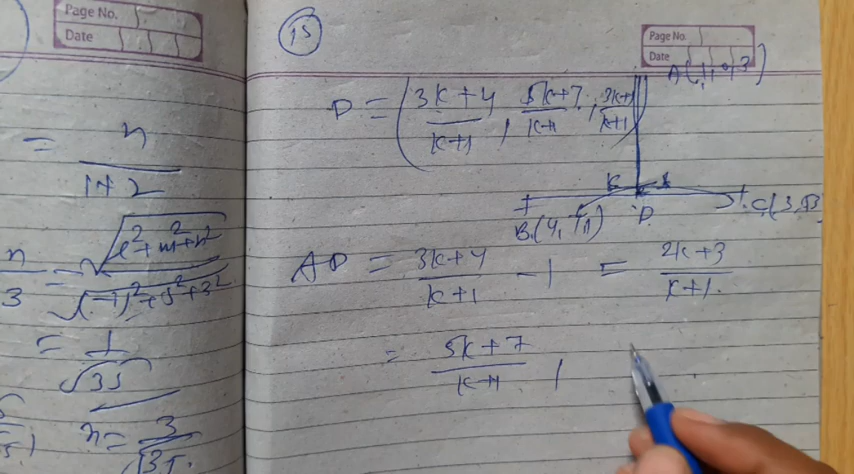 Page No.
Date
= n
1+2
n/3 = √(l²+m²+n²)/√((-1)²+5²+3²)
= 1/√35
n = 3/√35
15
Page No.
Date
A(1, 0, 3)
D = (3k+4/k+1, 5k+7/k+1, 3k+1/k+1)
K
B(4, 7, 1)
D
C(3, 5, 3)
AD = 3k+4/k+1 - 1 = 2k+3/k+1.
= 5k+7/k+1,